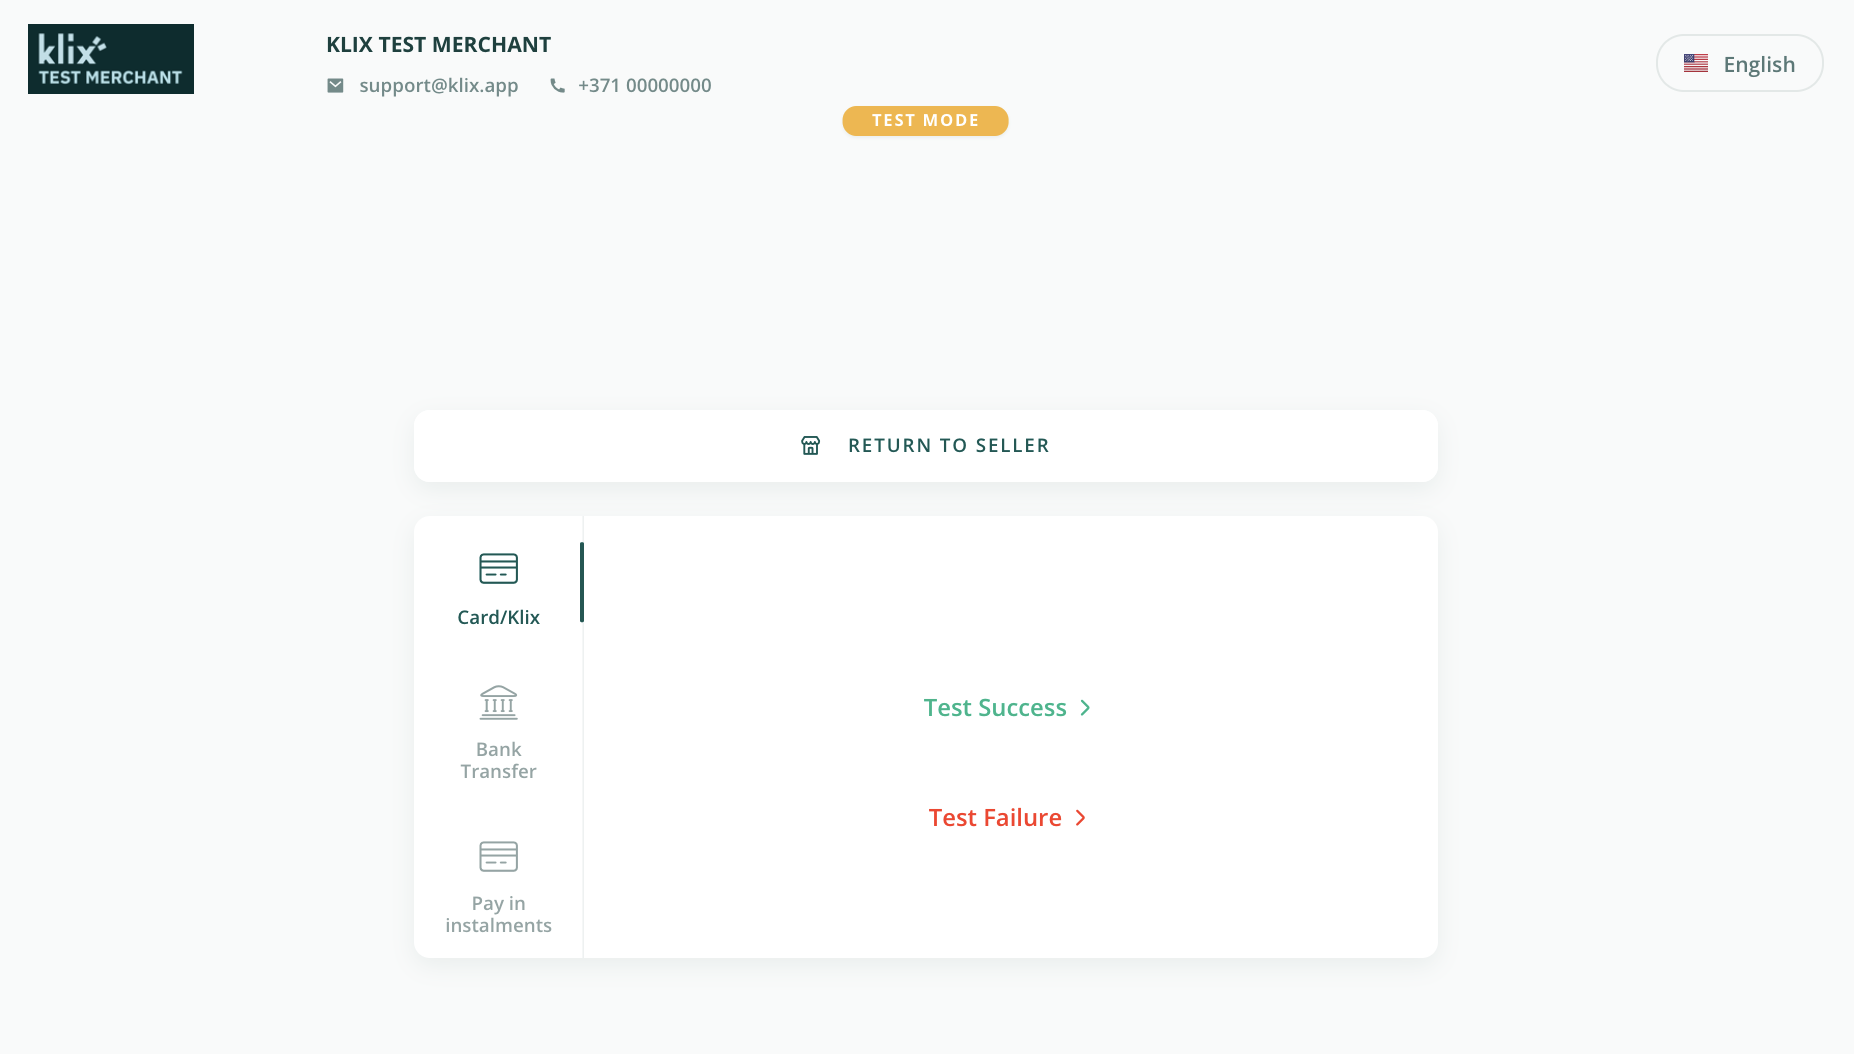 klix
TEST MERCHANT
KLIX TEST MERCHANT
support@klix.app +371 00000000
English
TEST MODE
RETURN TO SELLER
Card/Klix
Bank
Transfer
Pay in
instalments
Test Success
Test Failure